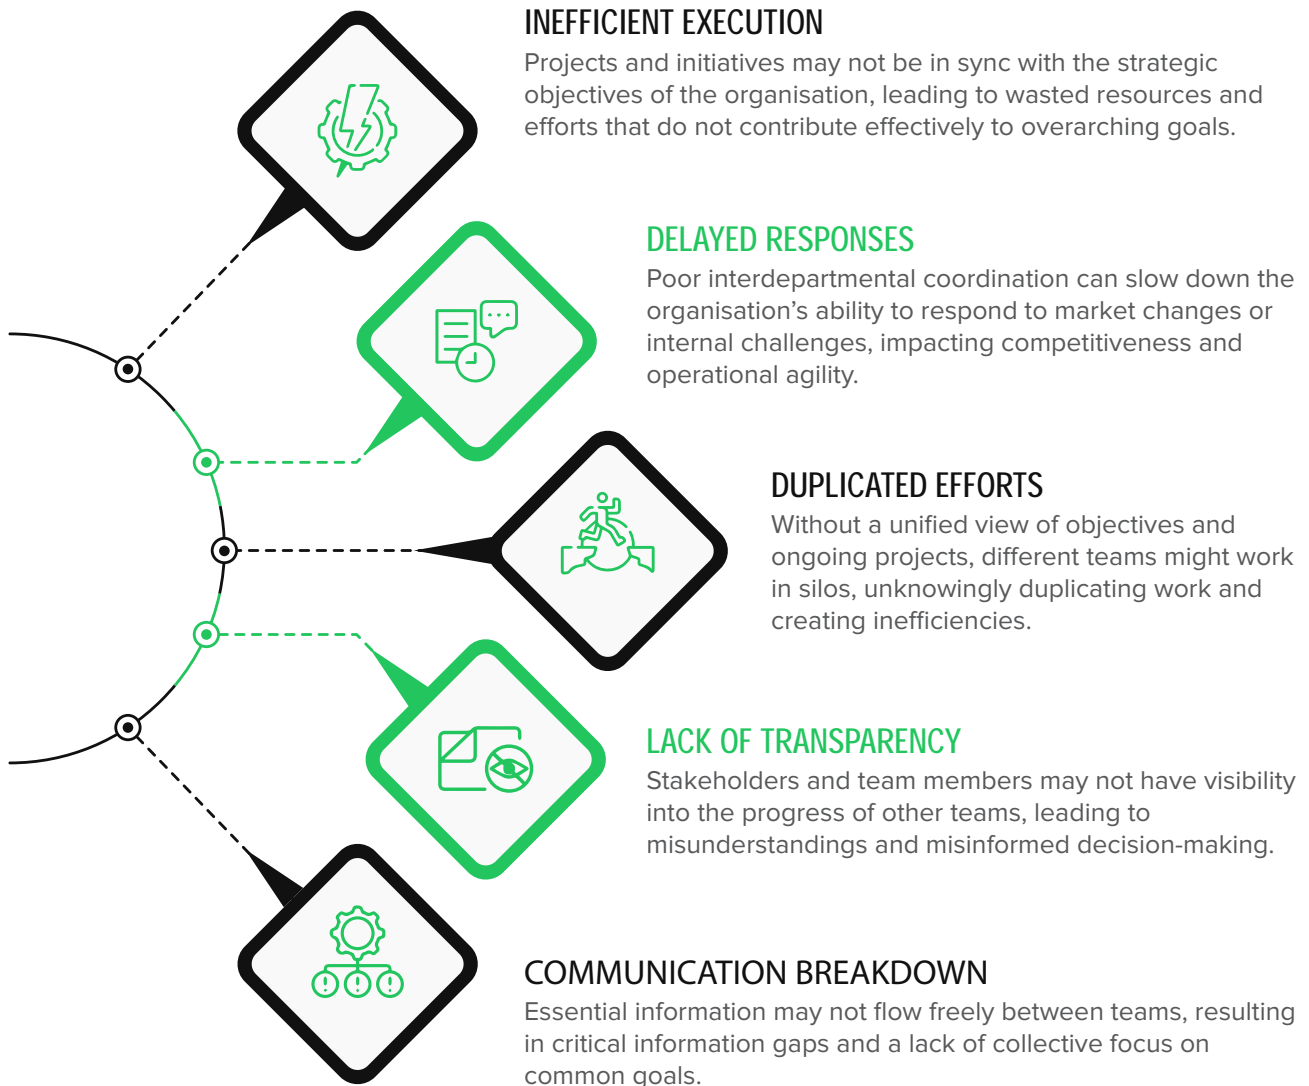 INEFFICIENT EXECUTION
Projects and initiatives may not be in sync with the strategic
objectives of the organisation, leading to wasted resources and
efforts that do not contribute effectively to overarching goals.
DELAYED RESPONSES
Poor interdepartmental coordination can slow down the
organisation’s ability to respond to market changes or
internal challenges, impacting competitiveness and
operational agility.
DUPLICATED EFFORTS
Without a unified view of objectives and
ongoing projects, different teams might work
in silos, unknowingly duplicating work and
creating inefficiencies.
LACK OF TRANSPARENCY
Stakeholders and team members may not have visibility
into the progress of other teams, leading to
misunderstandings and misinformed decision-making.
COMMUNICATION BREAKDOWN
Essential information may not flow freely between teams, resulting
in critical information gaps and a lack of collective focus on
common goals.